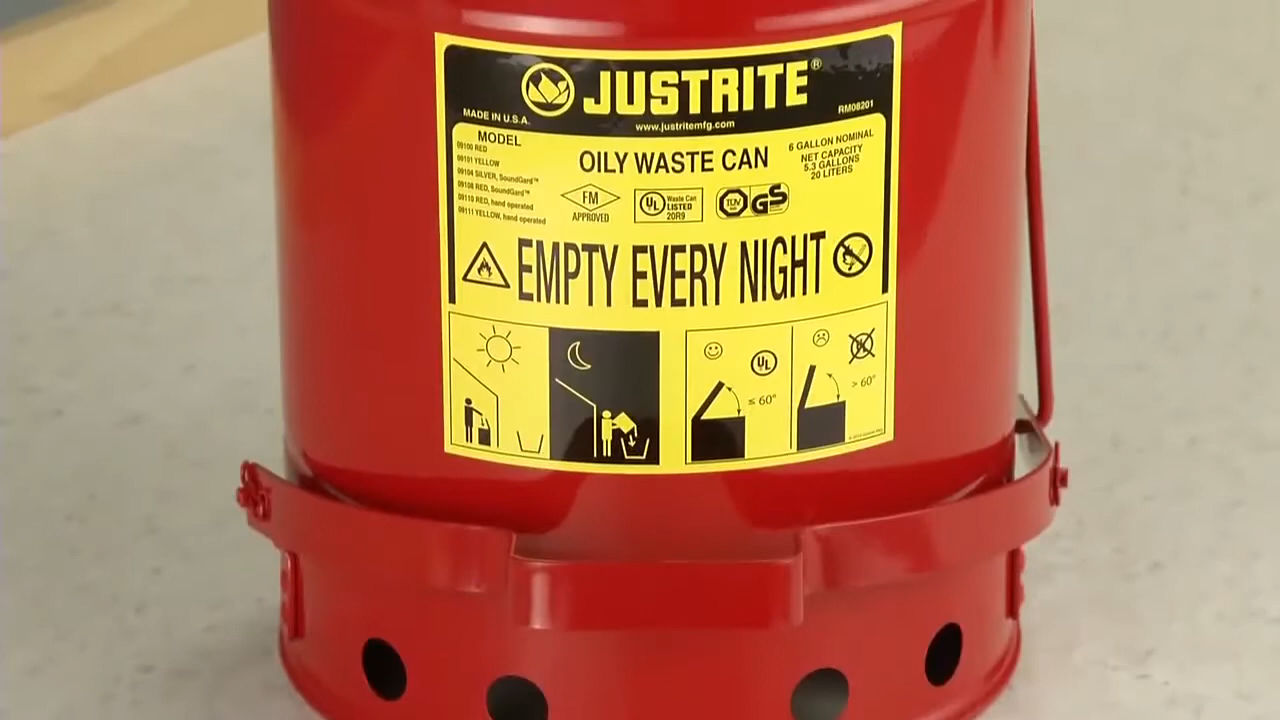 JUSTRITE®
MADE IN U.S.A.
www.justritemfg.com
RM08201
MODEL
09100 RED
09101 YELLOW
09104 SILVER, SoundGard™
09108 RED, SoundGard™
09110 RED, hand operated
09111 YELLOW, hand operated
OILY WASTE CAN
6 GALLON NOMINAL
NET CAPACITY
5.3 GALLONS
20 LITERS
FM
APPROVED
UL
Waste Can
LISTED
20R9
TÜV
GS
EMPTY EVERY NIGHT
UL
≤ 60°
UL
> 60°